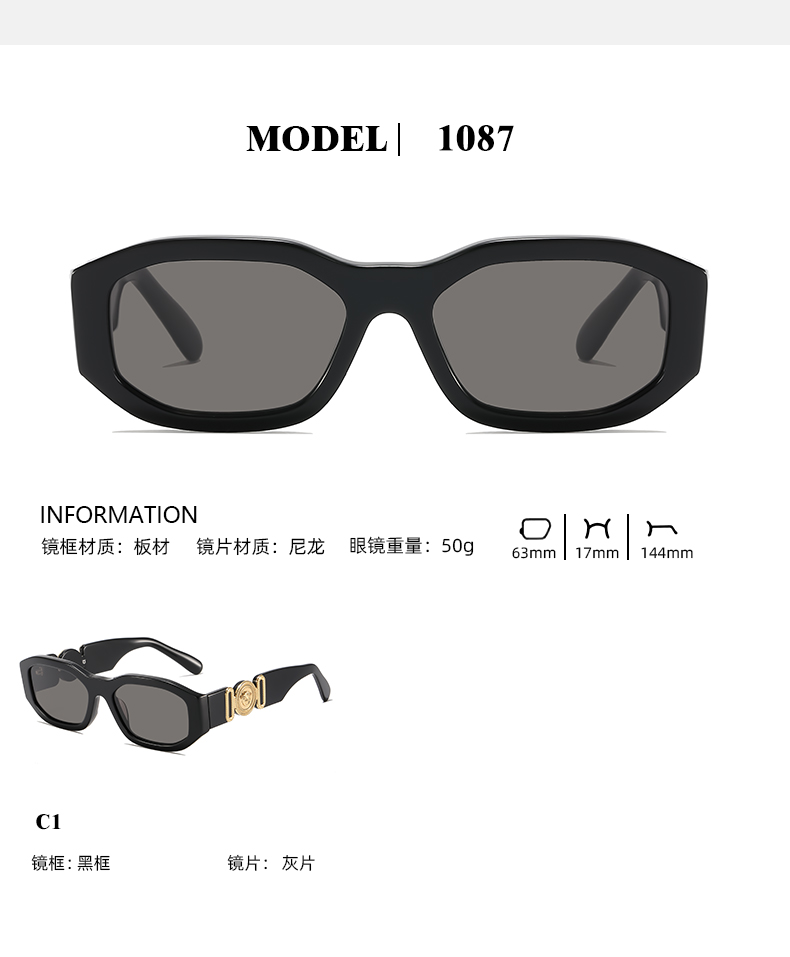 MODEL| 1087
INFORMATION
镜框材质：板材 镜片材质：尼龙 眼镜重量：50g
63mm 17mm 144mm
C1
镜框：黑框 镜片： 灰片